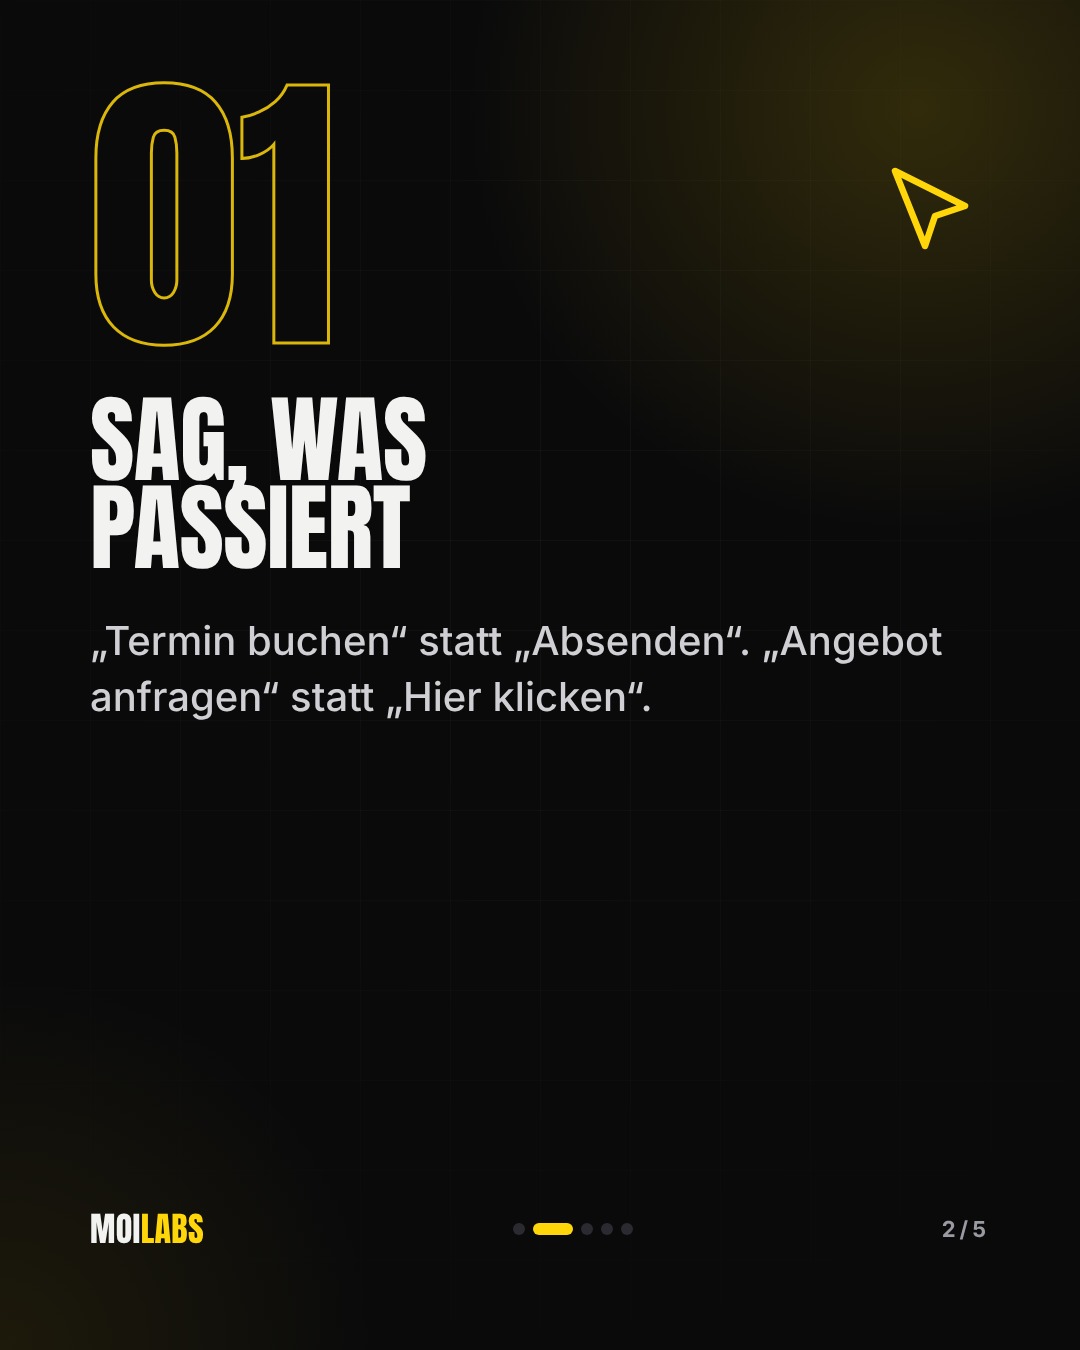 01
SAG, WAS
PASSIERT
„Termin buchen“ statt „Absenden“. „Angebot
anfragen“ statt „Hier klicken“.
MOILABS
2/5